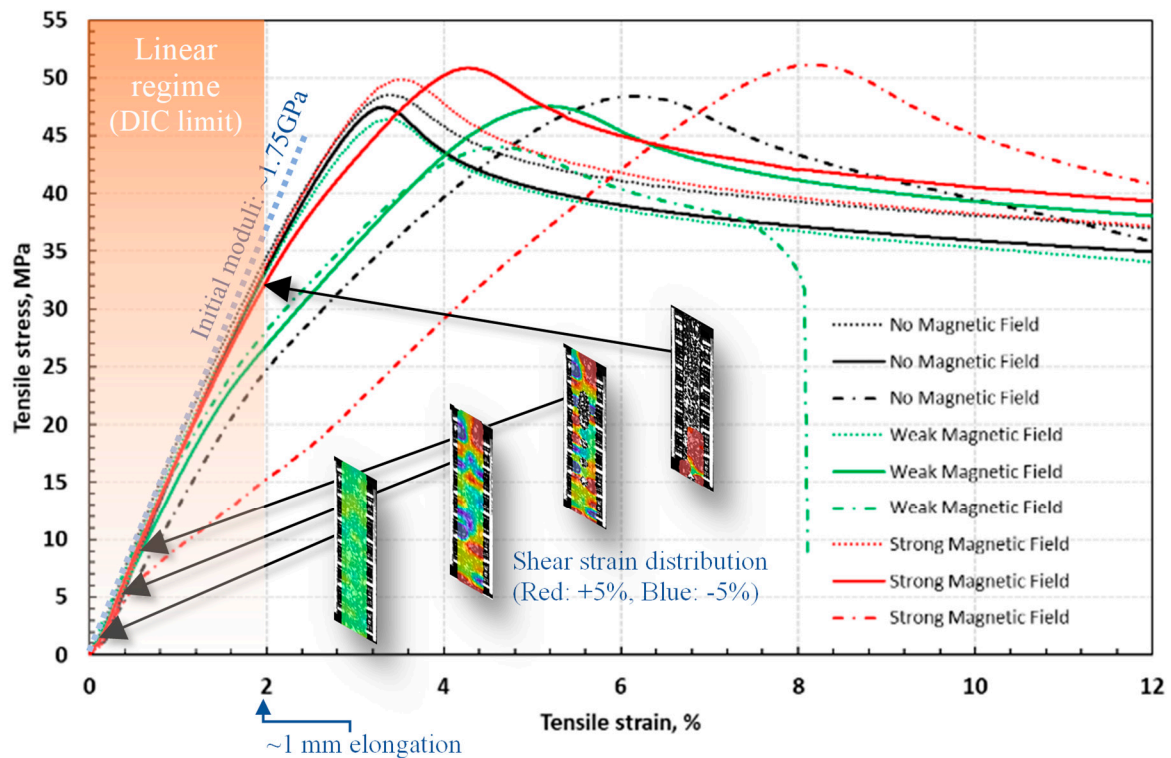 55
50
45
40
35
30
25
20
15
10
5
0
Tensile stress, MPa
Linear
regime
(DIC limit)
Initial moduli: ~1.75GPa
No Magnetic Field
No Magnetic Field
No Magnetic Field
Weak Magnetic Field
Weak Magnetic Field
Weak Magnetic Field
Strong Magnetic Field
Strong Magnetic Field
Strong Magnetic Field
Shear strain distribution
(Red: +5%, Blue: -5%)
0 2 4 6 8 10 12
Tensile strain, %
~1 mm elongation